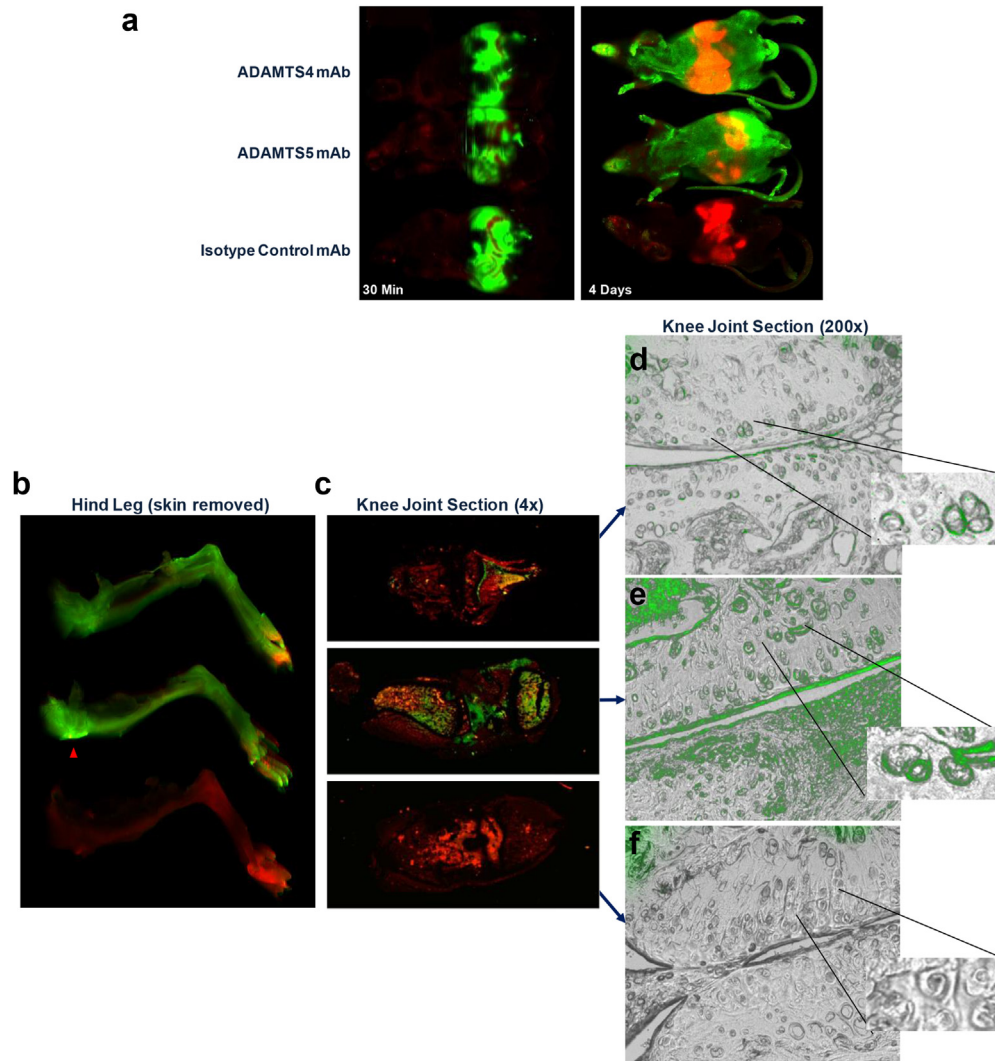 a
ADAMTS4 mAb
ADAMTS5 mAb
Isotype Control mAb
30 Min
4 Days
Knee Joint Section (200x)
d
b
Hind Leg (skin removed)
c
Knee Joint Section (4x)
e
f